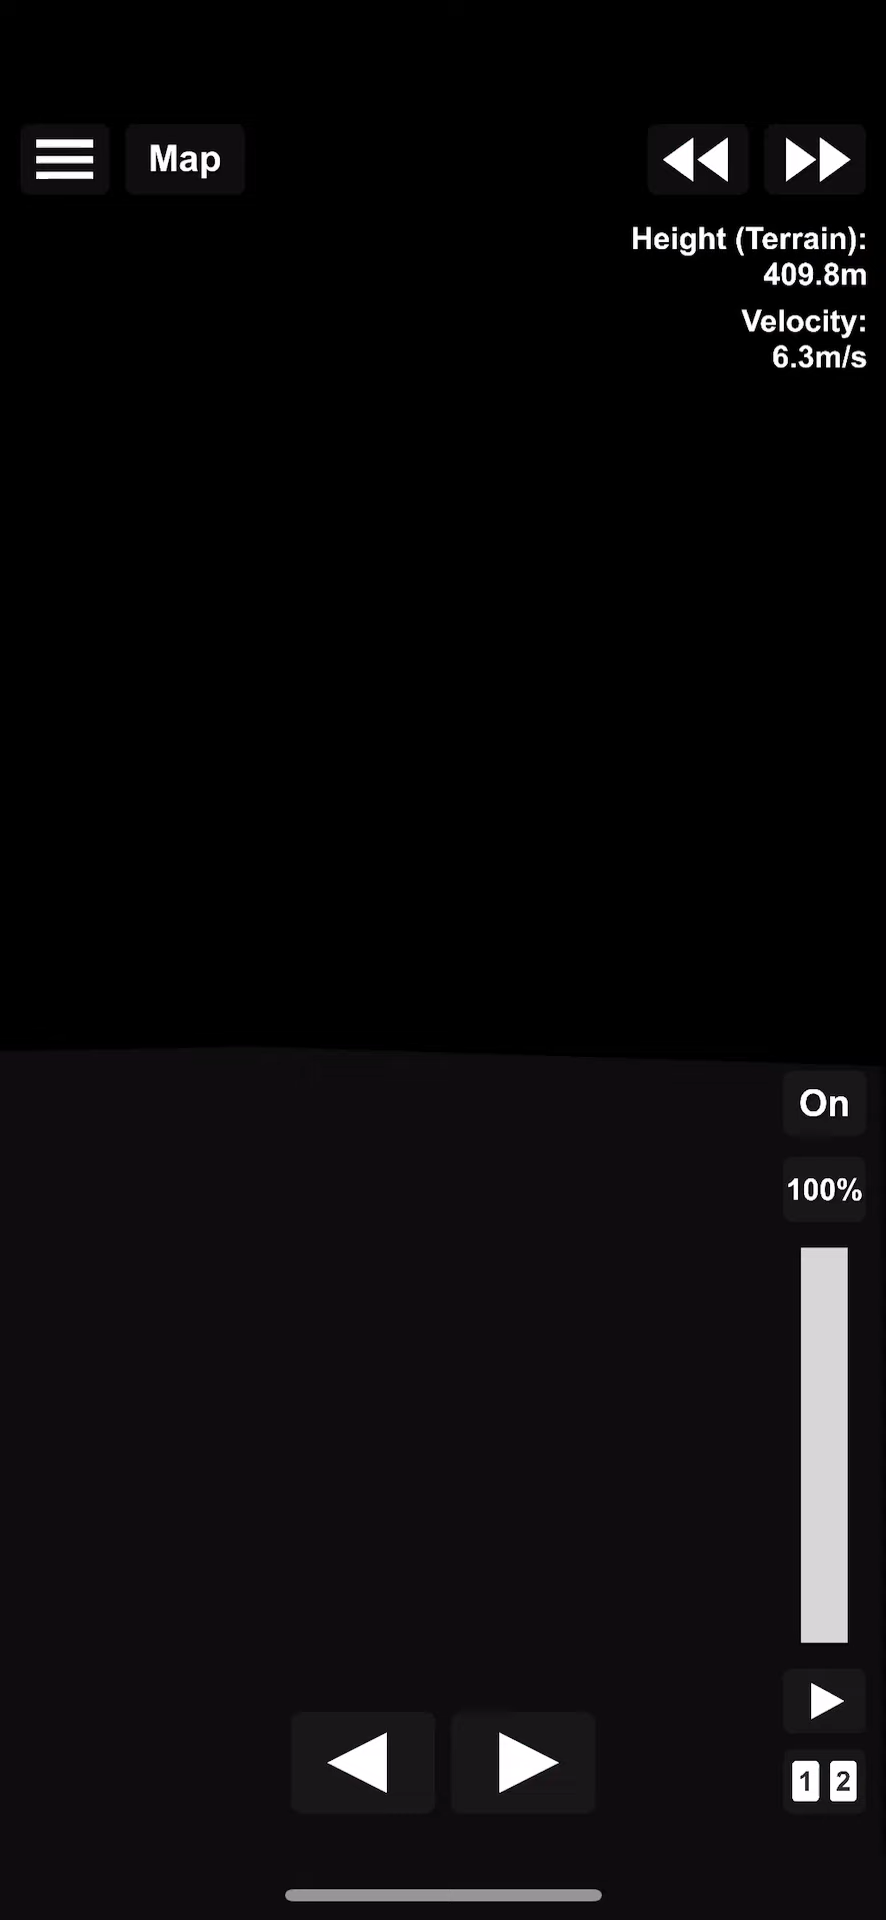 Map
Height (Terrain):
409.8m
Velocity:
6.3m/s
On
100%
1 2